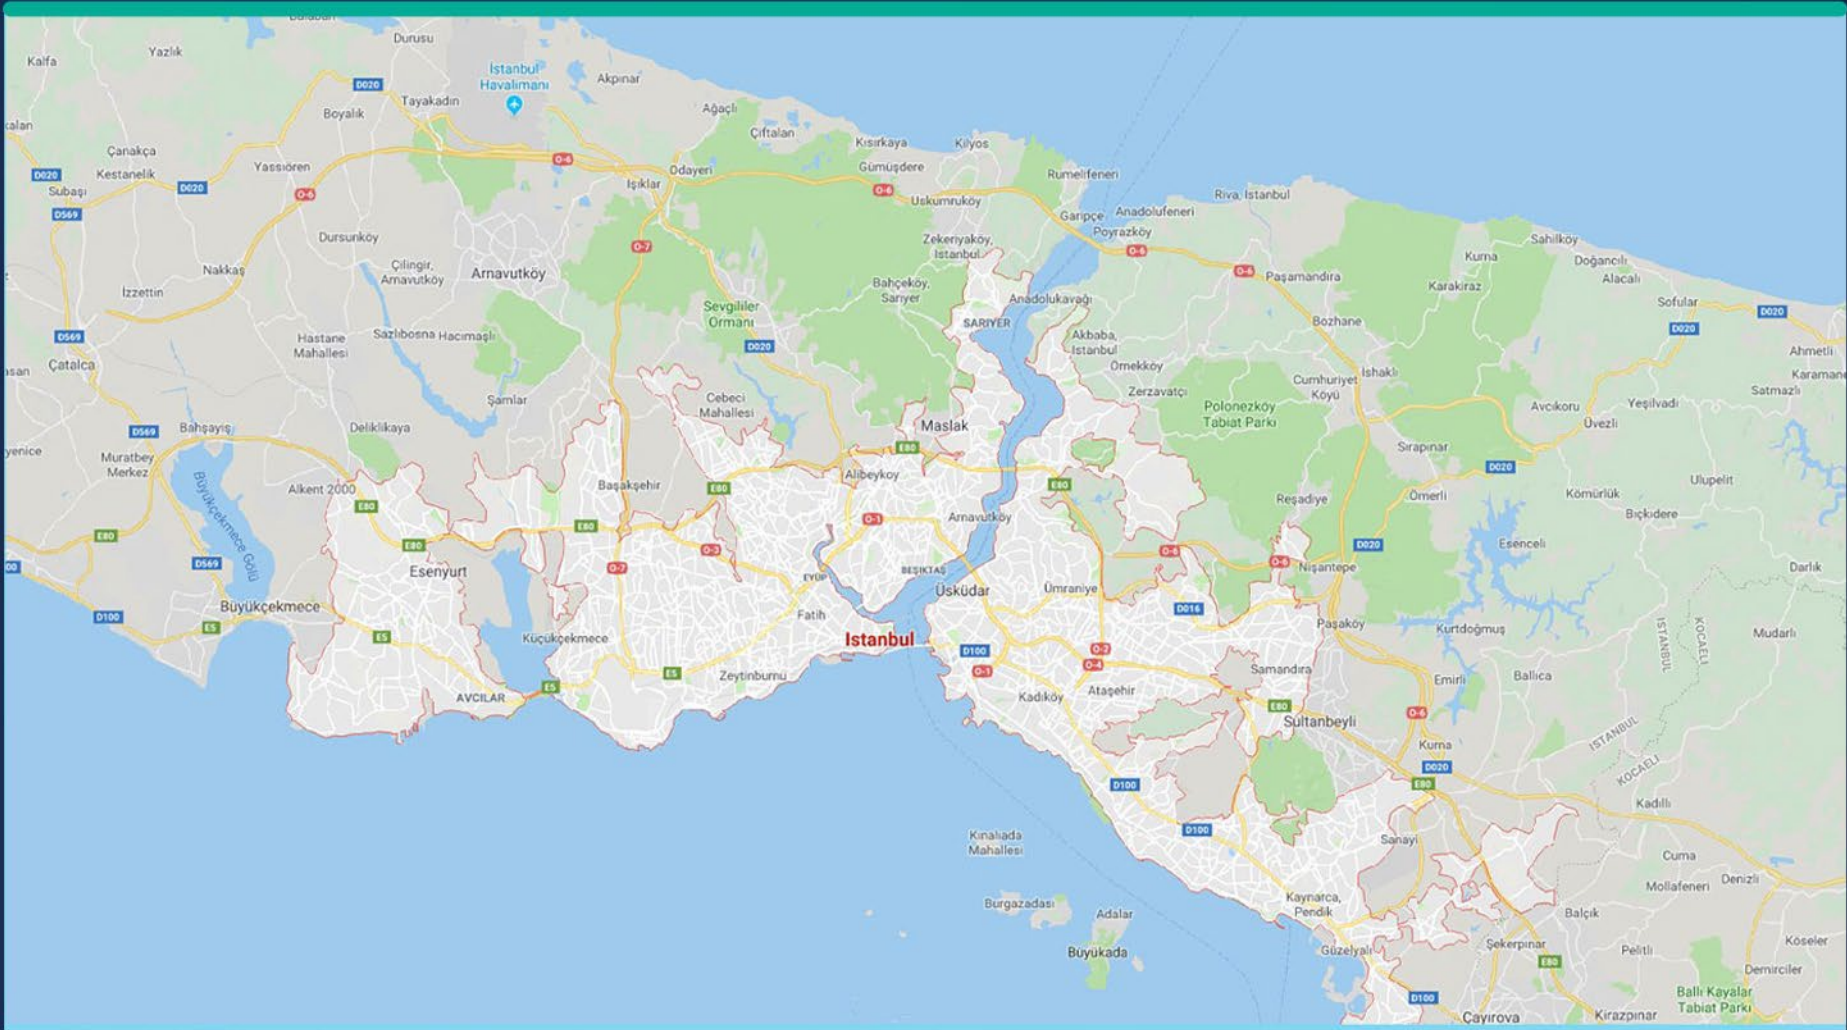 Durusu
Yazlık
Kalfa
İstanbul
Havalimanı
Akpınar
D020
Tayakadın
Boyalık
Ağaçlı
Çiftalan
Kısırkaya
Kilyos
Çanakça
Yassıören
O-6
Gümüşdere
Rumelifeneri
D020
Kestanelik
D020
Subaşı
O-6
Işıklar
Odayeri
O-6
Uskumruköy
Riva, İstanbul
D569
Garipçe
Anadolufeneri
Poyrazköy
Dursunköy
O-7
Zekeriyaköy,
İstanbul
O-6
Sahilköy
Nakkaş
Çilingir,
Arnavutköy
Arnavutköy
O-6
Paşamandıra
Kurna
Doğancılı
Alacalı
İzzettin
Bahçeköy,
Sarıyer
Karakiraz
Anadolukavağı
Sofular
D020
Sevgililer
Ormanı
SARIYER
Bozhane
D020
D569
Hastane
Mahallesi
Sazlıbosna
Hacımaşlı
D020
Akbaba,
İstanbul
Ahmetli
Çatalca
Örnekköy
İshaklı
Cumhuriyet
Köyü
Satmazlı
Zerzavatçı
Şamlar
Cebeci
Mahallesi
Polonezköy
Tabiat Parkı
Avcıkoru
Yeşilvadi
Üvezli
D569
Bahşayış
Deliklikaya
Maslak
E80
Sırapınar
Muratbey
Merkez
Alibeyköy
D020
Ulupelit
Alkent 2000
Başakşehir
E80
E80
Reşadiye
Ömerli
Kömürlük
E80
Büyükçekmece Gölü
O-1
Arnavutköy
Bıçkıdere
E80
E80
E80
O-3
O-6
O-6
D020
Esenceli
D569
Esenyurt
O-7
EYÜP
BEŞİKTAŞ
Nişantepe
Darlık
Üsküdar
Ümraniye
Büyükçekmece
D100
Fatih
D016
E5
E5
Küçükçekmece
Istanbul
Paşaköy
Kurtdoğmuş
Mudarlı
ISTANBUL
KOCAELI
D100
O-2
O-4
O-1
Samandıra
E5
Zeytinburnu
Emirli
Ballıca
AVCILAR
E5
Kadıköy
Ataşehir
E80
O-6
Sultanbeyli
ISTANBUL
KOCAELI
Kurna
D020
D100
E80
Kadıllı
D100
Kınalıada
Mahallesi
Sanayi
Cuma
Mollafeneri
Denizli
Burgazadası
Adalar
Kaynarca,
Pendik
Balçık
Büyükada
Güzelyalı
Şekerpınar
Pelitli
Köseler
E80
Demirciler
D100
Ballı Kayalar
Tabiat Parkı
Çayırova
Kirazpınar